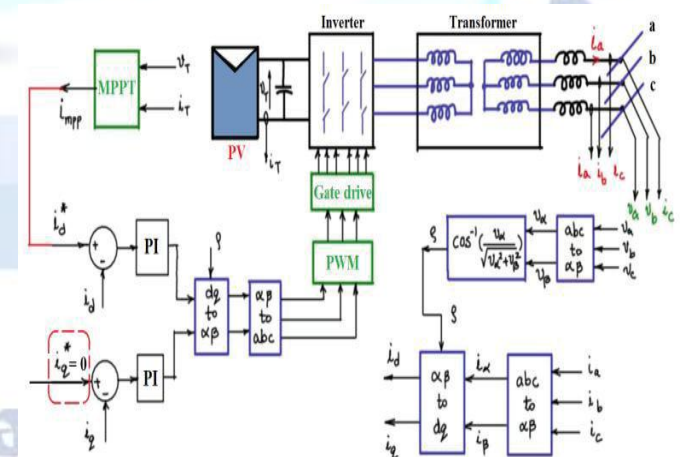 Inverter
Transformer
a
b
c
i_a
MPPT
v_T
i_T
i_mpp
PV
v_T
i_T
i_a i_b i_c
v_a v_b i_c
Gate drive
PWM
i_d^*
+
-
PI
i_d
ρ
dq
to
αβ
αβ
to
abc
i_q^* = 0
+
-
PI
i_q
ρ
cos⁻¹(v_α/√(v_α²+v_β²))
v_α
v_β
abc
to
αβ
v_a
v_b
v_c
ρ
i_d
i_q
αβ
to
dq
i_α
i_β
abc
to
αβ
i_a
i_b
i_c